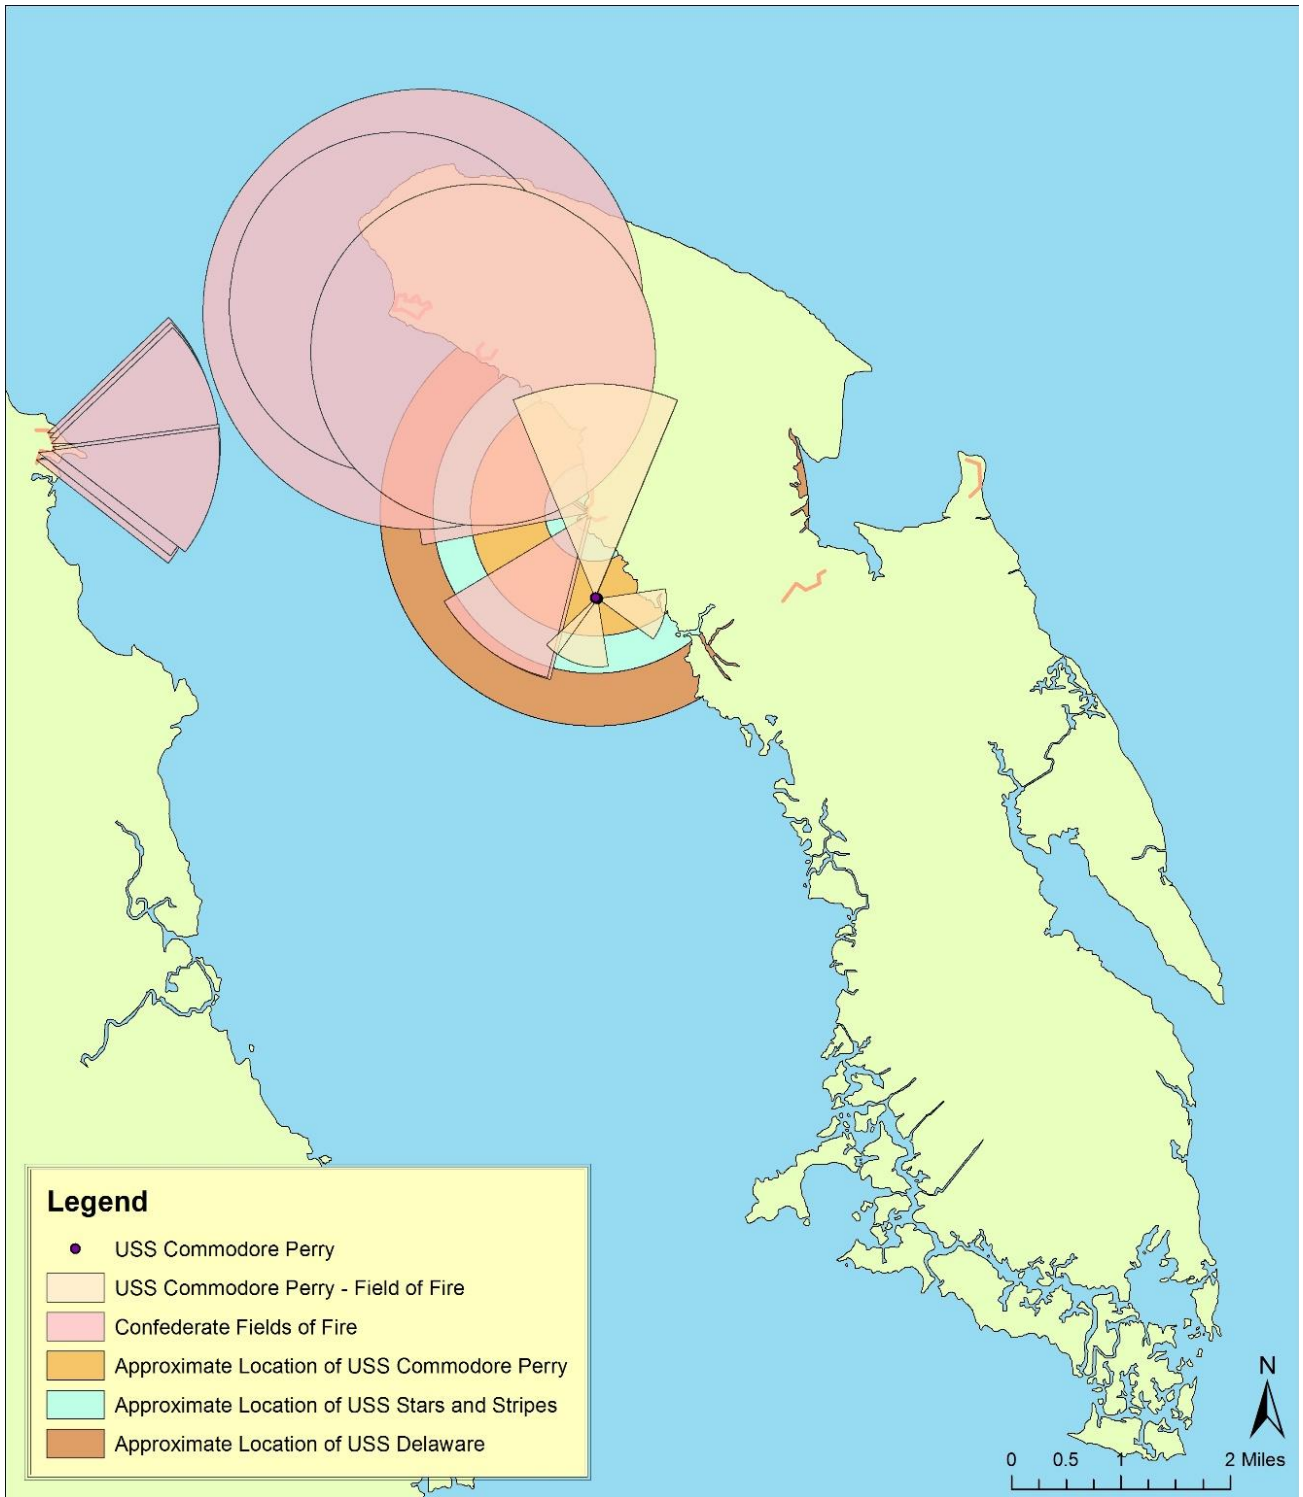 Legend
USS Commodore Perry
USS Commodore Perry - Field of Fire
Confederate Fields of Fire
Approximate Location of USS Commodore Perry
Approximate Location of USS Stars and Stripes
Approximate Location of USS Delaware
N
0 0.5 1 2 Miles